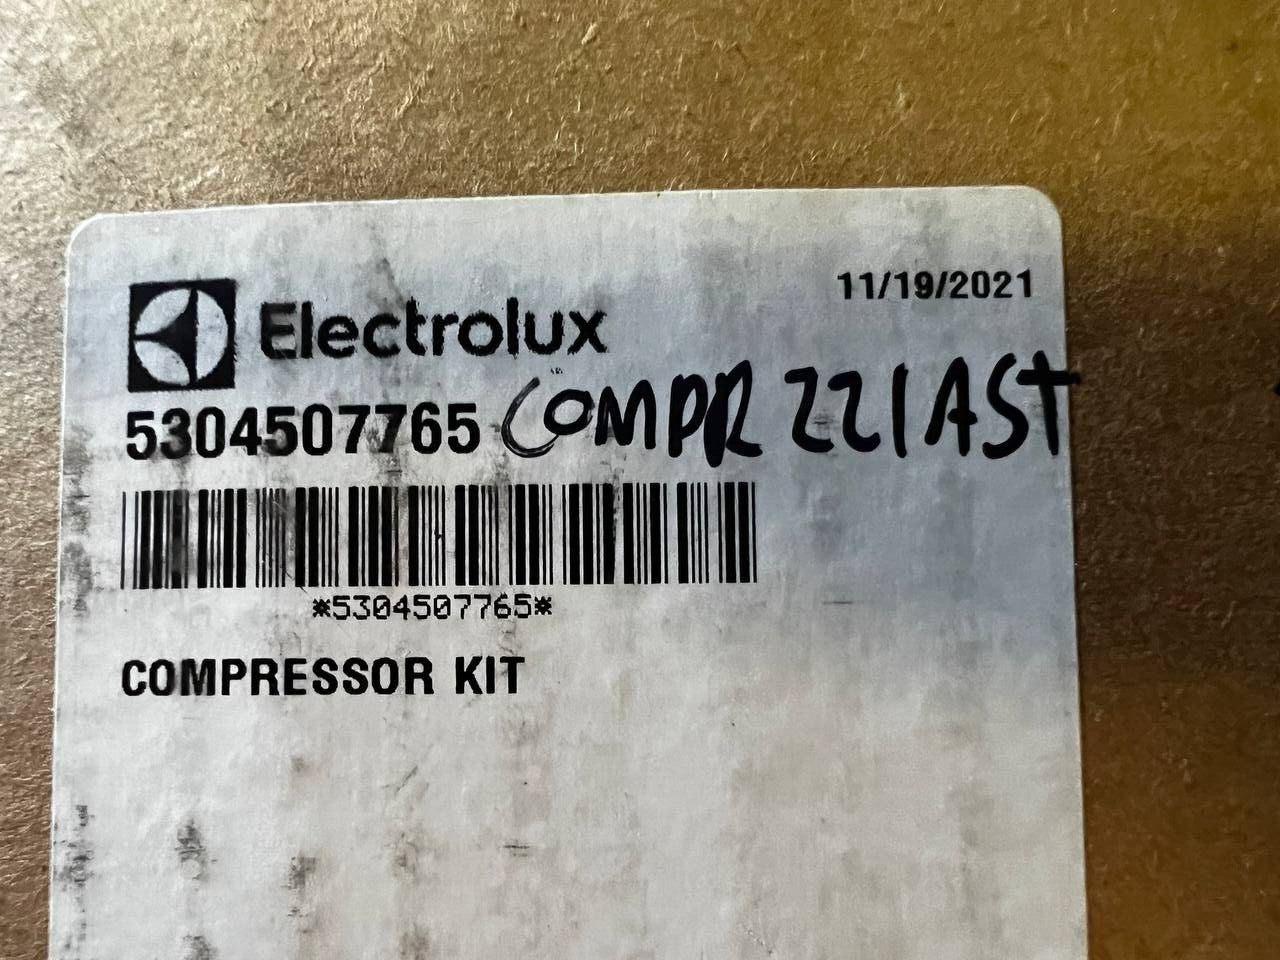 11/19/2021
Electrolux
5304507765 COMPR 221AST
*5304507765*
COMPRESSOR KIT